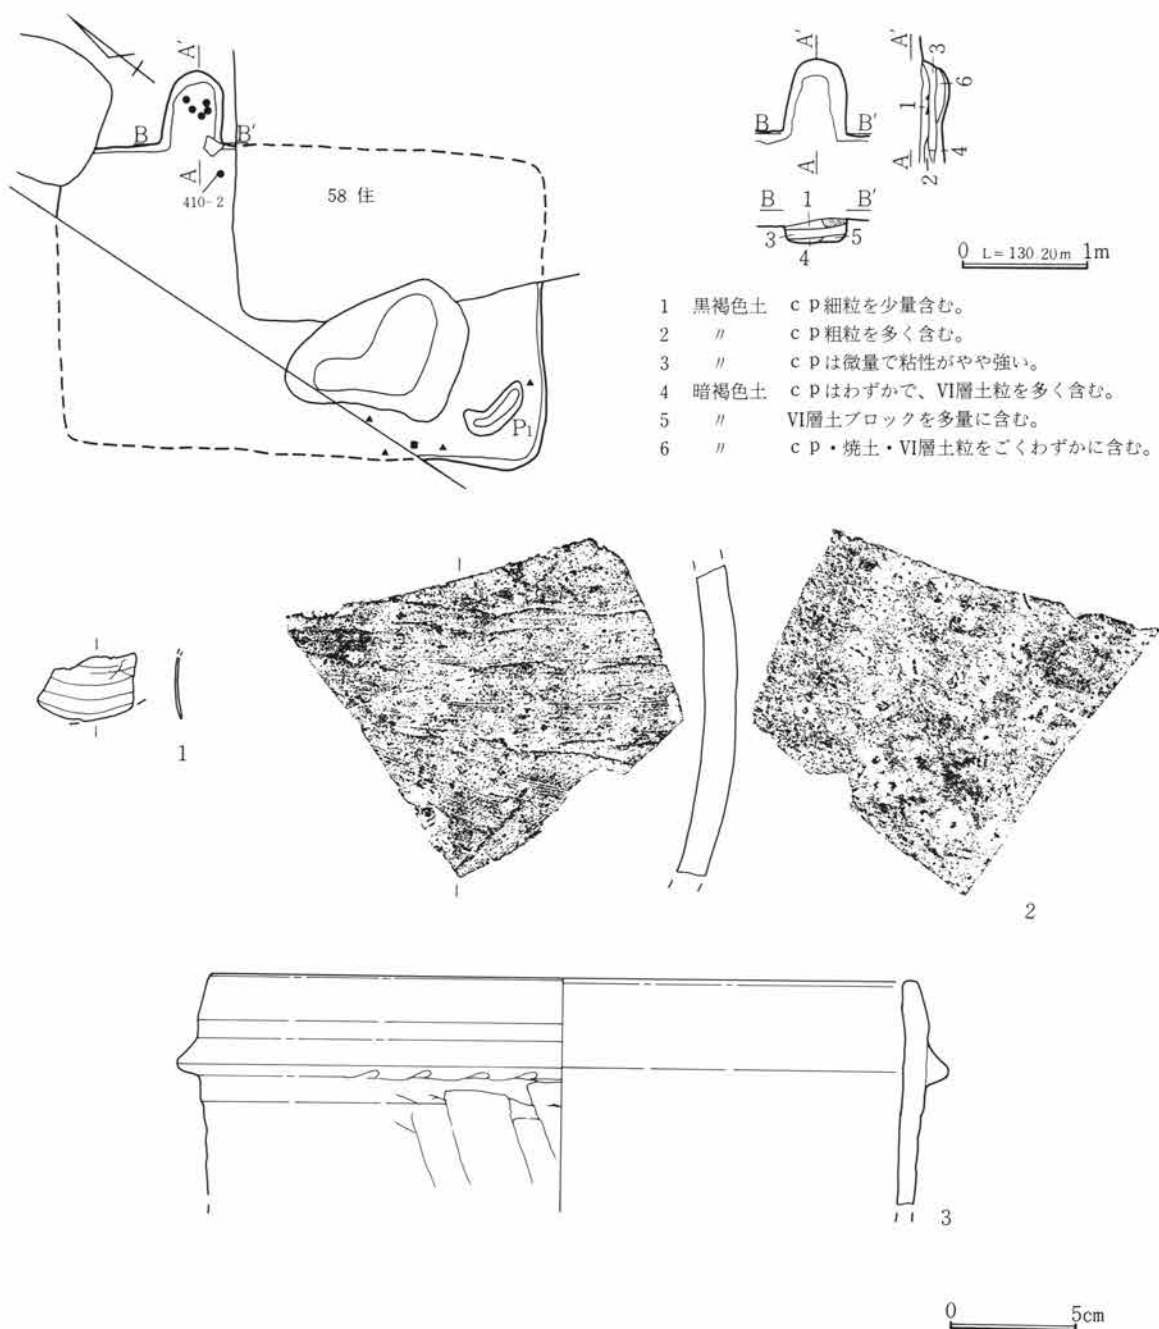 A'
B
B'
A
410-2
58 住
P1
A'
B
B'
A
B 1 B'
3
5
4
A'
3
6
1
A
4
2
0 L=130.20m 1m
1 黒褐色土 cp細粒を少量含む。
2 〃 cp粗粒を多く含む。
3 〃 cpは微量で粘性がやや強い。
4 暗褐色土 cpはわずかで、VI層土粒を多く含む。
5 〃 VI層土ブロックを多量に含む。
6 〃 cp・焼土・VI層土粒をごくわずかに含む。
1
2
3
0 5cm